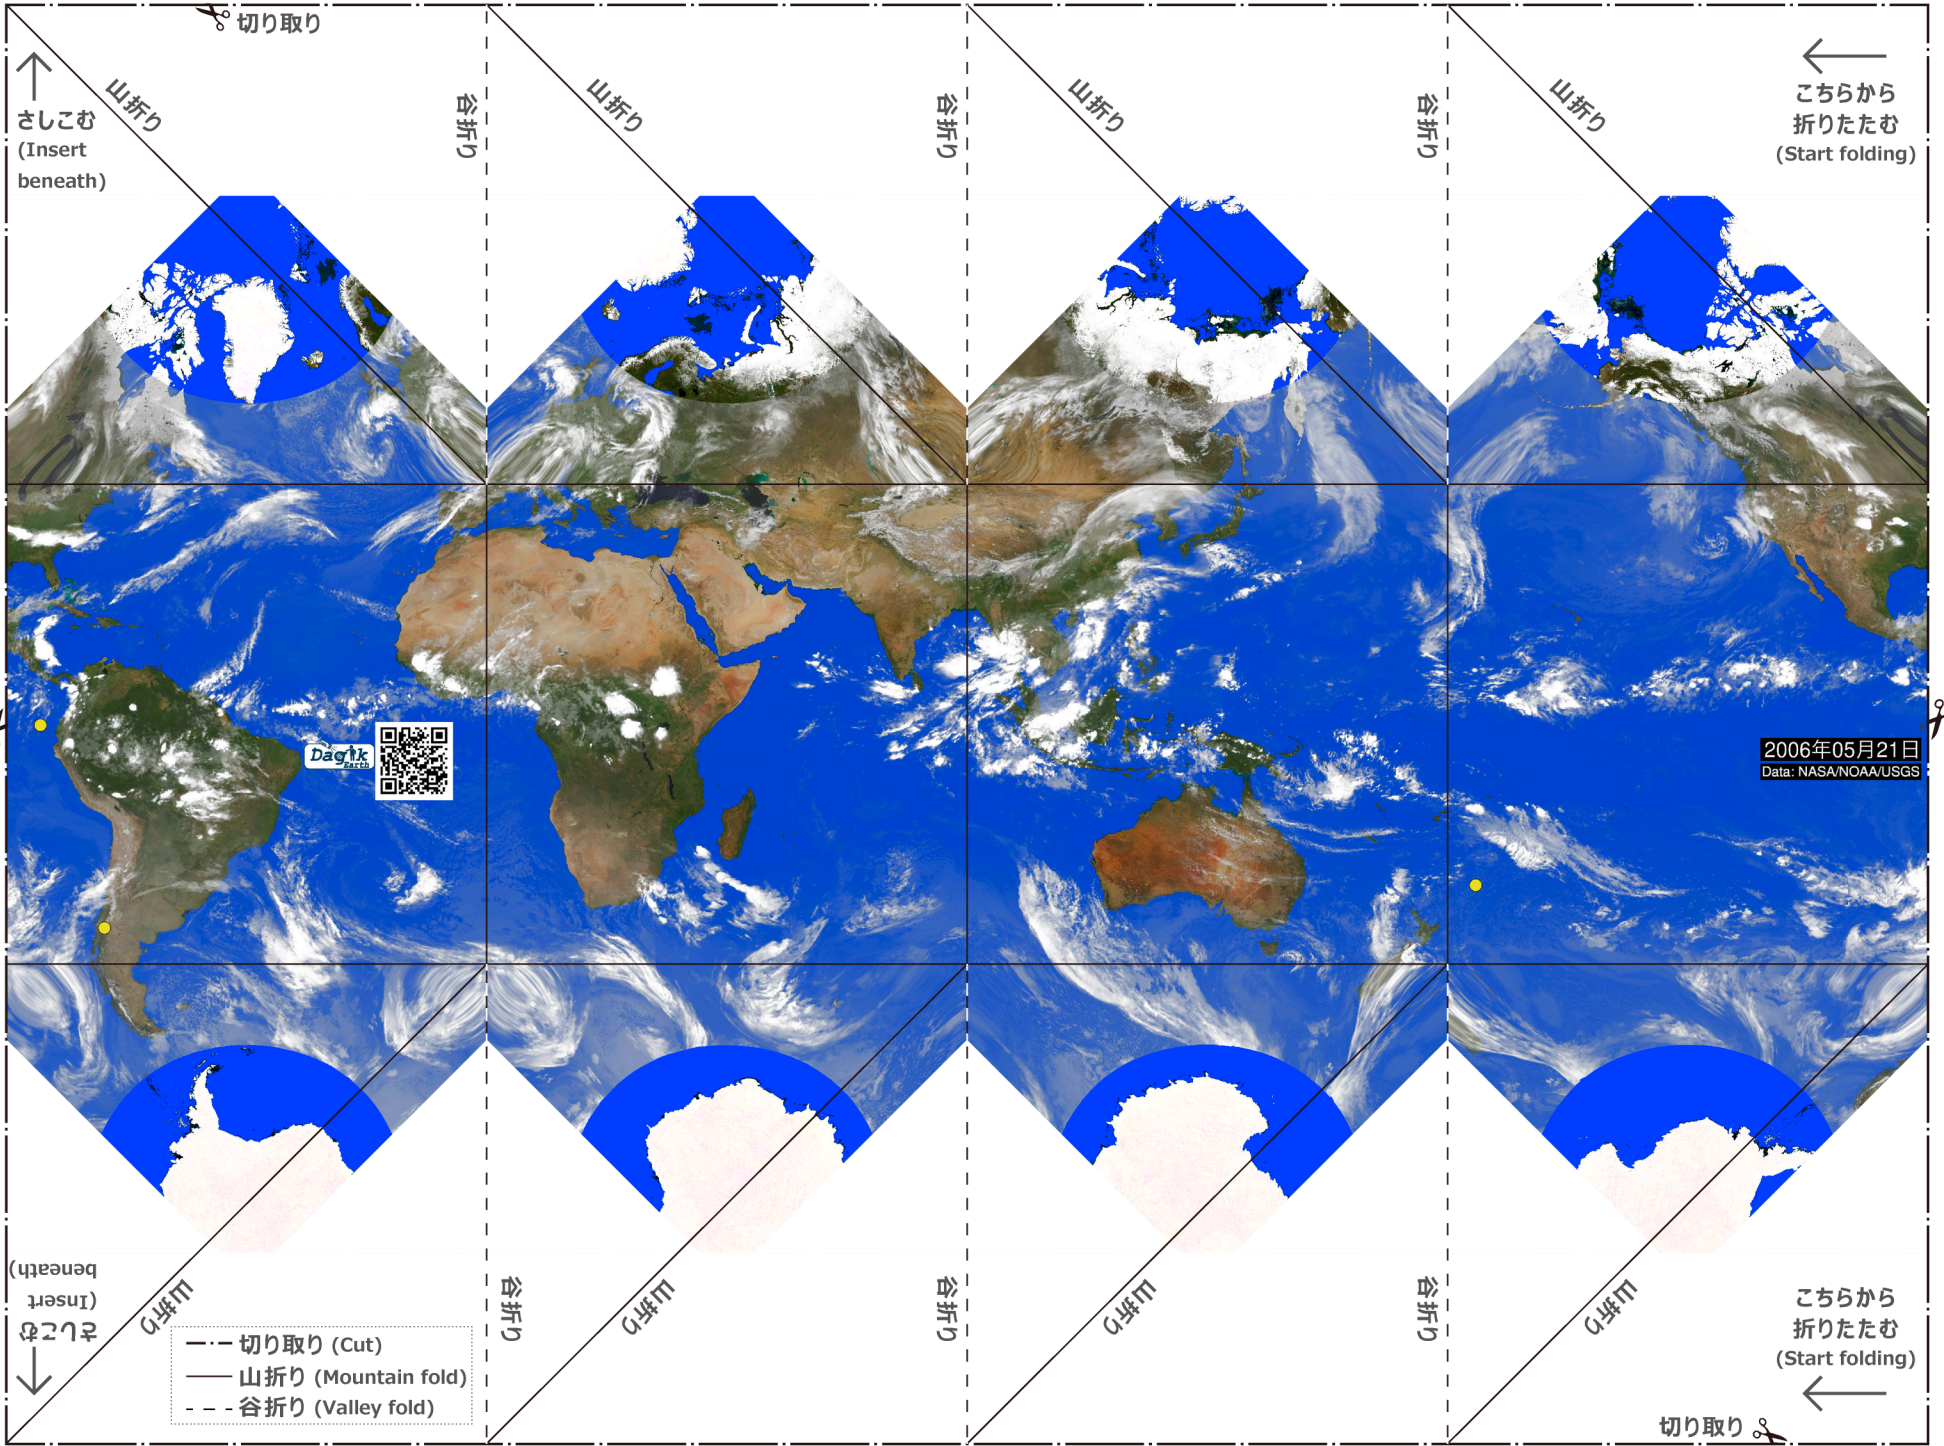 切り取り
山折り
谷折り
山折り
谷折り
山折り
谷折り
山折り
さしこむ
(Insert
beneath)
こちらから
折りたたむ
(Start folding)
Dagik
Earth
2006年05月21日
Data: NASA/NOAA/USGS
さしこむ
(Insert
beneath)
山折り
谷折り
山折り
谷折り
山折り
谷折り
山折り
こちらから
折りたたむ
(Start folding)
切り取り (Cut)
山折り (Mountain fold)
谷折り (Valley fold)
切り取り